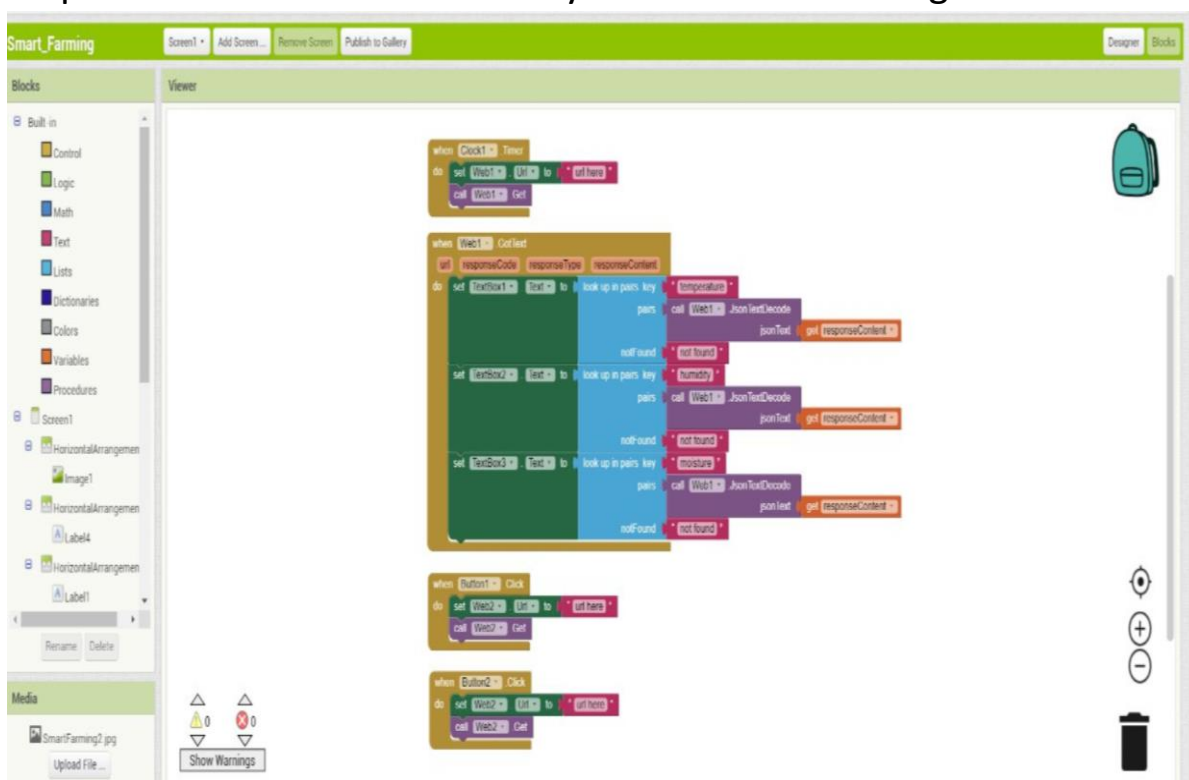 Smart_Farming
Screen1
Add Screen ...
Remove Screen
Publish to Gallery
Designer
Blocks
Blocks
Viewer
Built-in
Control
Logic
Math
Text
Lists
Dictionaries
Colors
Variables
Procedures
Screen1
HorizontalArrangemen
Image1
HorizontalArrangemen
Label4
HorizontalArrangemen
Label1
Rename
Delete
Media
SmartFarming2.jpg
Upload File ...
when Clock1 . Timer
do set Web1 . Url to " url here "
call Web1 . Get
when Web1 . GotText
url responseCode responseType responseContent
do set TextBox1 . Text to look up in pairs key " temperature "
pairs call Web1 . JsonTextDecode
jsonText get responseContent
notFound " not found "
set TextBox2 . Text to look up in pairs key " humidity "
pairs call Web1 . JsonTextDecode
jsonText get responseContent
notFound " not found "
set TextBox3 . Text to look up in pairs key " moisture "
pairs call Web1 . JsonTextDecode
jsonText get responseContent
notFound " not found "
when Button1 . Click
do set Web2 . Url to " url here "
call Web2 . Get
when Button2 . Click
do set Web2 . Url to " url here "
call Web2 . Get
0 0
Show Warnings